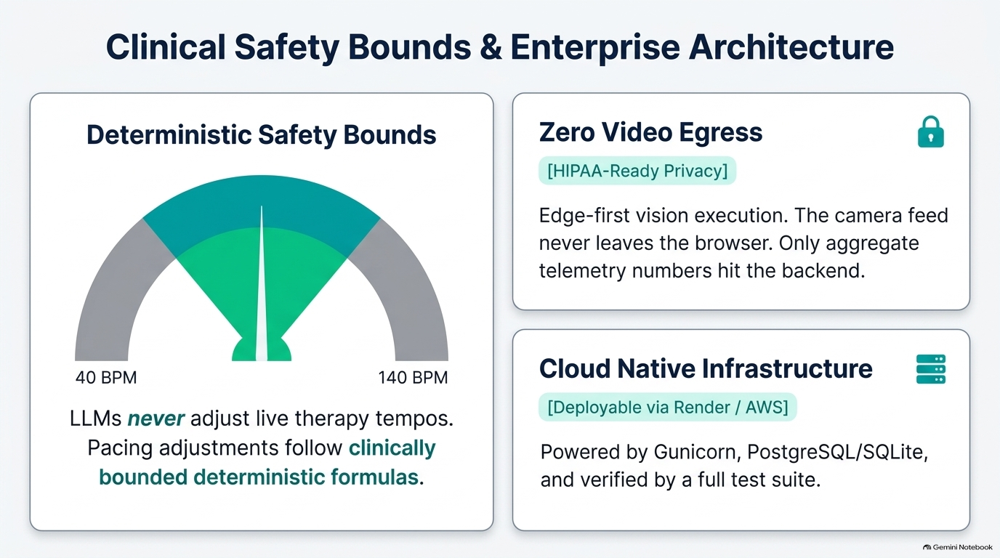 Clinical Safety Bounds & Enterprise Architecture
Deterministic Safety Bounds
40 BPM
140 BPM
LLMs never adjust live therapy tempos.
Pacing adjustments follow clinically
bounded deterministic formulas.
Zero Video Egress
[HIPAA-Ready Privacy]
Edge-first vision execution. The camera feed
never leaves the browser. Only aggregate
telemetry numbers hit the backend.
Cloud Native Infrastructure
[Deployable via Render / AWS]
Powered by Gunicorn, PostgreSQL/SQLite,
and verified by a full test suite.
Gemini Notebook